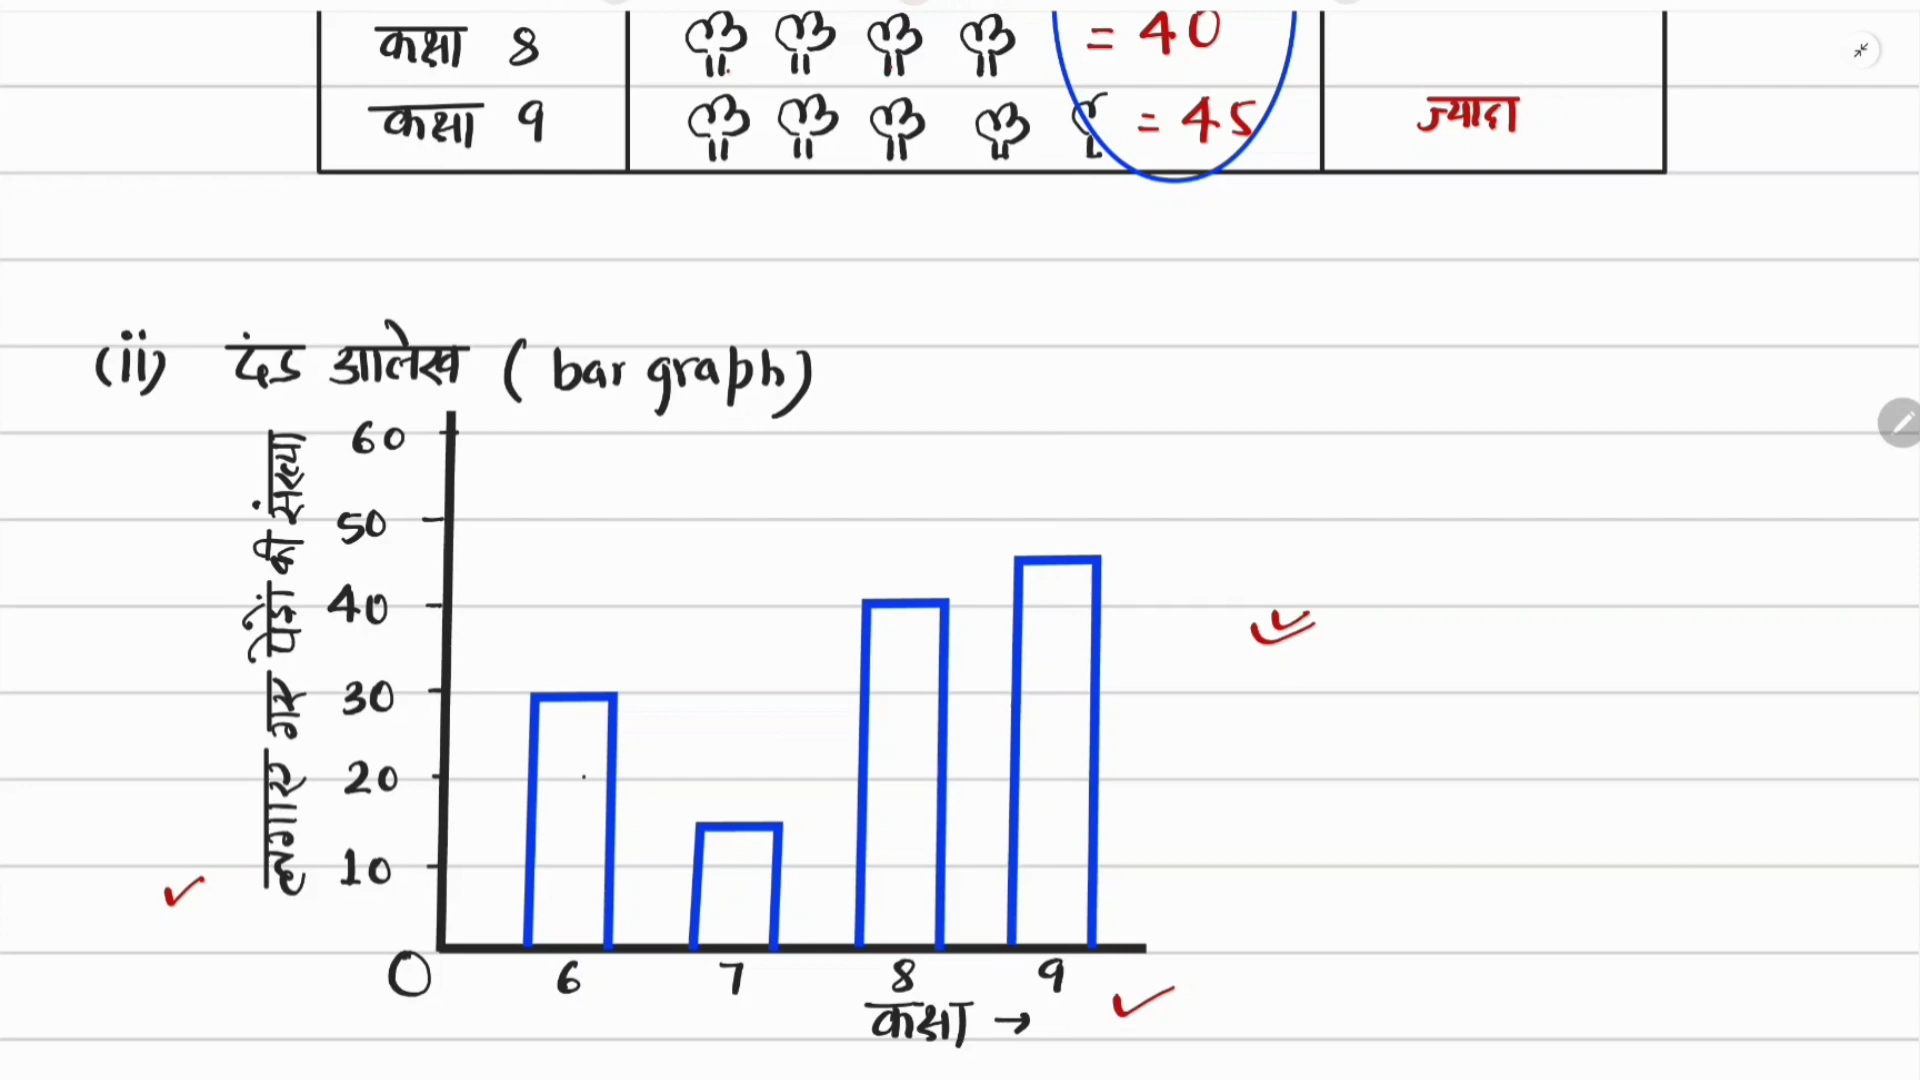 कक्षा 8 = 40
कक्षा 9 = 45 ज्यादा
(ii) दंड आलेख ( bar graph)
लगाए गए पेड़ों की संख्या
60
50
40
30
20
10
0 6 7 8 9
कक्षा →